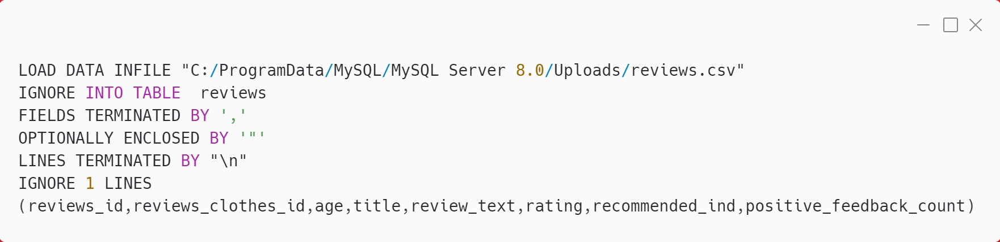 LOAD DATA INFILE "C:/ProgramData/MySQL/MySQL Server 8.0/Uploads/reviews.csv"
IGNORE INTO TABLE  reviews
FIELDS TERMINATED BY ','
OPTIONALLY ENCLOSED BY '"'
LINES TERMINATED BY "\n"
IGNORE 1 LINES
(reviews_id,reviews_clothes_id,age,title,review_text,rating,recommended_ind,positive_feedback_count)